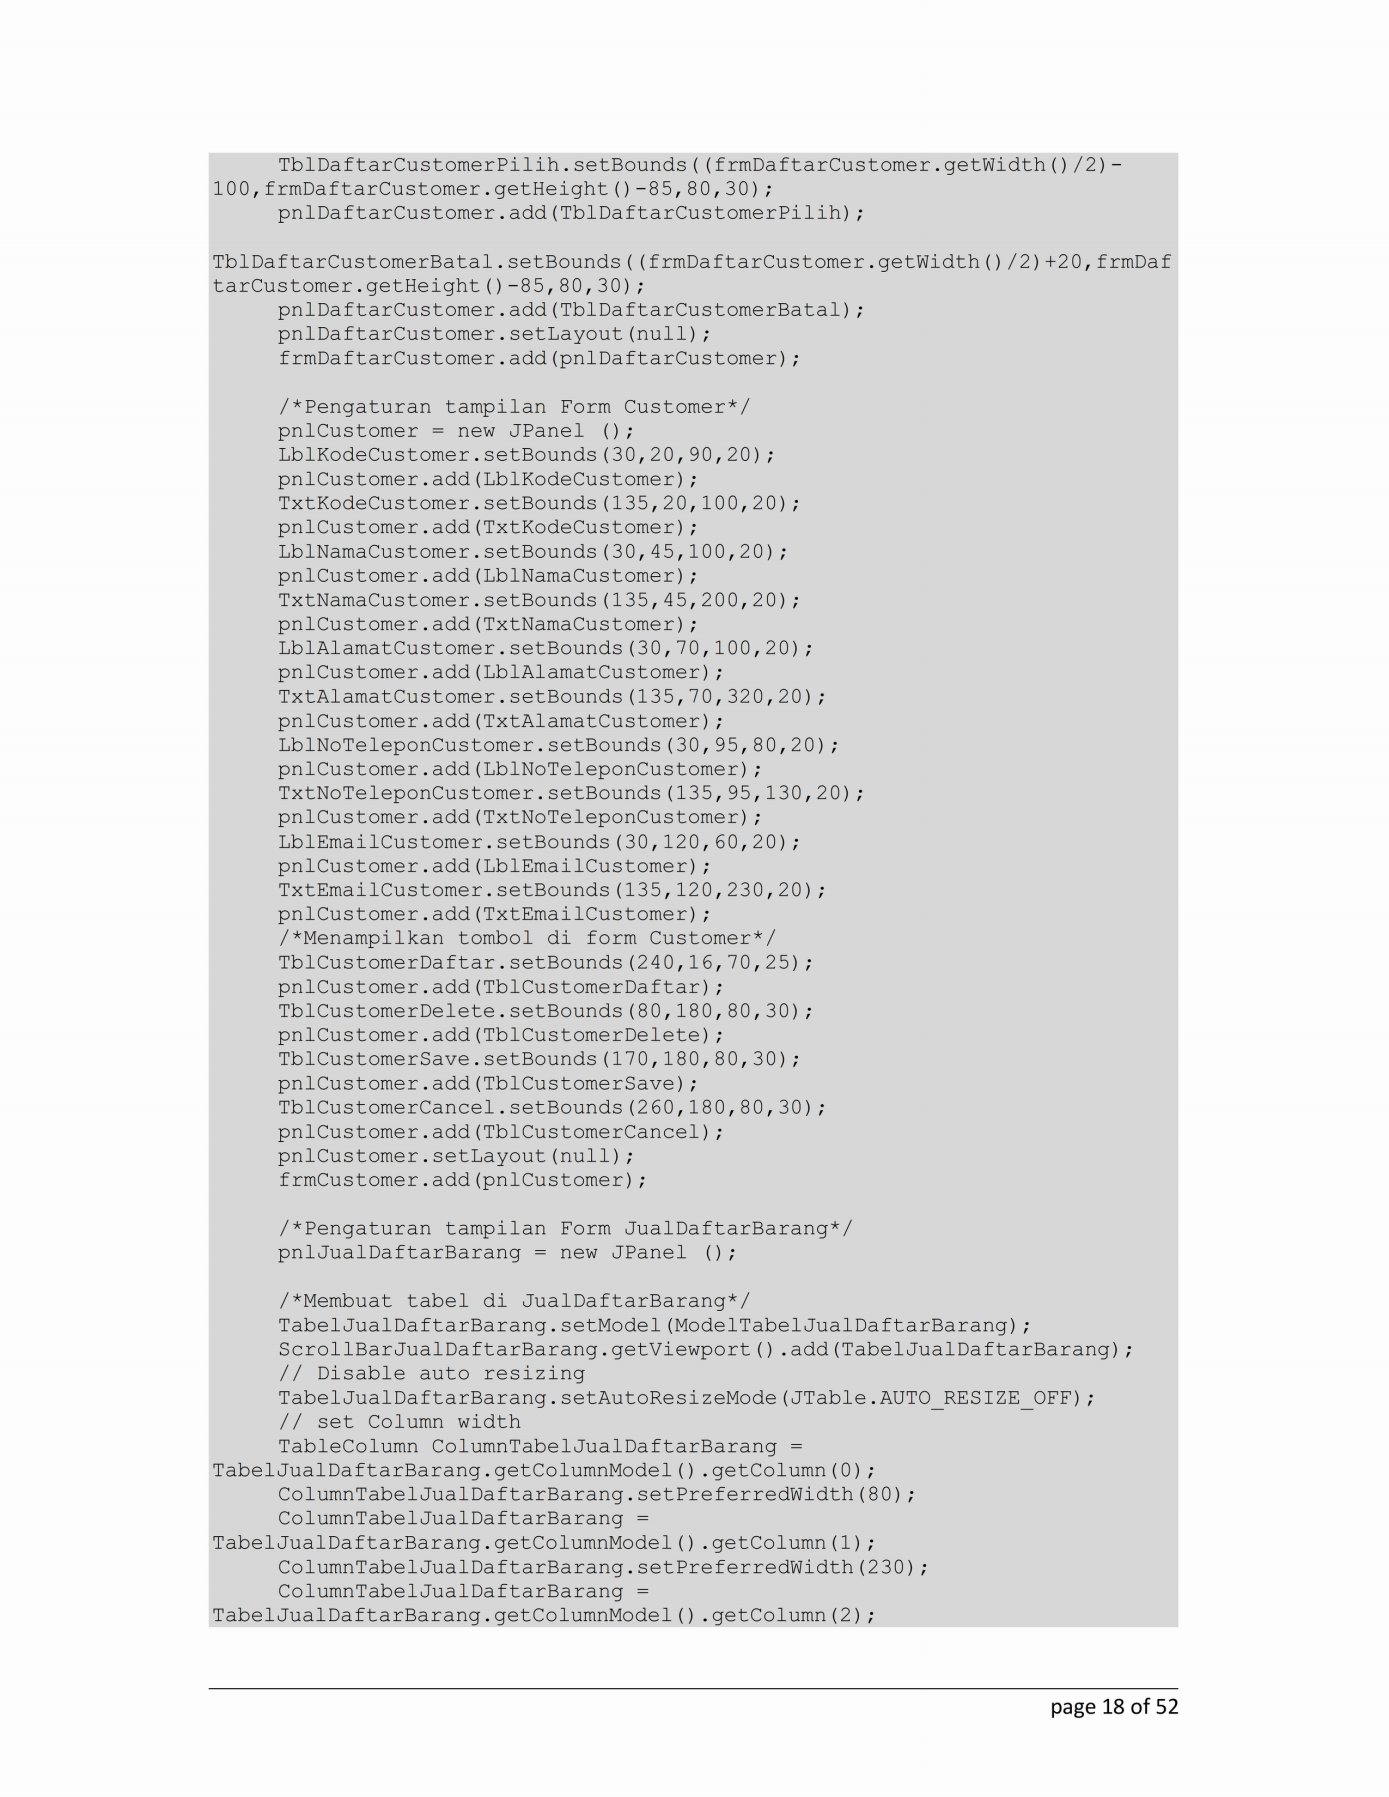 TblDaftarCustomerPilih.setBounds((frmDaftarCustomer.getWidth()/2)-
100,frmDaftarCustomer.getHeight()-85,80,30);
pnlDaftarCustomer.add(TblDaftarCustomerPilih);
TblDaftarCustomerBatal.setBounds((frmDaftarCustomer.getWidth()/2)+20,frmDaf
tarCustomer.getHeight()-85,80,30);
pnlDaftarCustomer.add(TblDaftarCustomerBatal);
pnlDaftarCustomer.setLayout(null);
frmDaftarCustomer.add(pnlDaftarCustomer);
/*Pengaturan tampilan Form Customer*/
pnlCustomer = new JPanel ();
LblKodeCustomer.setBounds(30,20,90,20);
pnlCustomer.add(LblKodeCustomer);
TxtKodeCustomer.setBounds(135,20,100,20);
pnlCustomer.add(TxtKodeCustomer);
LblNamaCustomer.setBounds(30,45,100,20);
pnlCustomer.add(LblNamaCustomer);
TxtNamaCustomer.setBounds(135,45,200,20);
pnlCustomer.add(TxtNamaCustomer);
LblAlamatCustomer.setBounds(30,70,100,20);
pnlCustomer.add(LblAlamatCustomer);
TxtAlamatCustomer.setBounds(135,70,320,20);
pnlCustomer.add(TxtAlamatCustomer);
LblNoTeleponCustomer.setBounds(30,95,80,20);
pnlCustomer.add(LblNoTeleponCustomer);
TxtNoTeleponCustomer.setBounds(135,95,130,20);
pnlCustomer.add(TxtNoTeleponCustomer);
LblEmailCustomer.setBounds(30,120,60,20);
pnlCustomer.add(LblEmailCustomer);
TxtEmailCustomer.setBounds(135,120,230,20);
pnlCustomer.add(TxtEmailCustomer);
/*Menampilkan tombol di form Customer*/
TblCustomerDaftar.setBounds(240,16,70,25);
pnlCustomer.add(TblCustomerDaftar);
TblCustomerDelete.setBounds(80,180,80,30);
pnlCustomer.add(TblCustomerDelete);
TblCustomerSave.setBounds(170,180,80,30);
pnlCustomer.add(TblCustomerSave);
TblCustomerCancel.setBounds(260,180,80,30);
pnlCustomer.add(TblCustomerCancel);
pnlCustomer.setLayout(null);
frmCustomer.add(pnlCustomer);
/*Pengaturan tampilan Form JualDaftarBarang*/
pnlJualDaftarBarang = new JPanel ();
/*Membuat tabel di JualDaftarBarang*/
TabelJualDaftarBarang.setModel(ModelTabelJualDaftarBarang);
ScrollBarJualDaftarBarang.getViewport().add(TabelJualDaftarBarang);
// Disable auto resizing
TabelJualDaftarBarang.setAutoResizeMode(JTable.AUTO_RESIZE_OFF);
// set Column width
TableColumn ColumnTabelJualDaftarBarang =
TabelJualDaftarBarang.getColumnModel().getColumn(0);
ColumnTabelJualDaftarBarang.setPreferredWidth(80);
ColumnTabelJualDaftarBarang =
TabelJualDaftarBarang.getColumnModel().getColumn(1);
ColumnTabelJualDaftarBarang.setPreferredWidth(230);
ColumnTabelJualDaftarBarang =
TabelJualDaftarBarang.getColumnModel().getColumn(2);
page 18 of 52